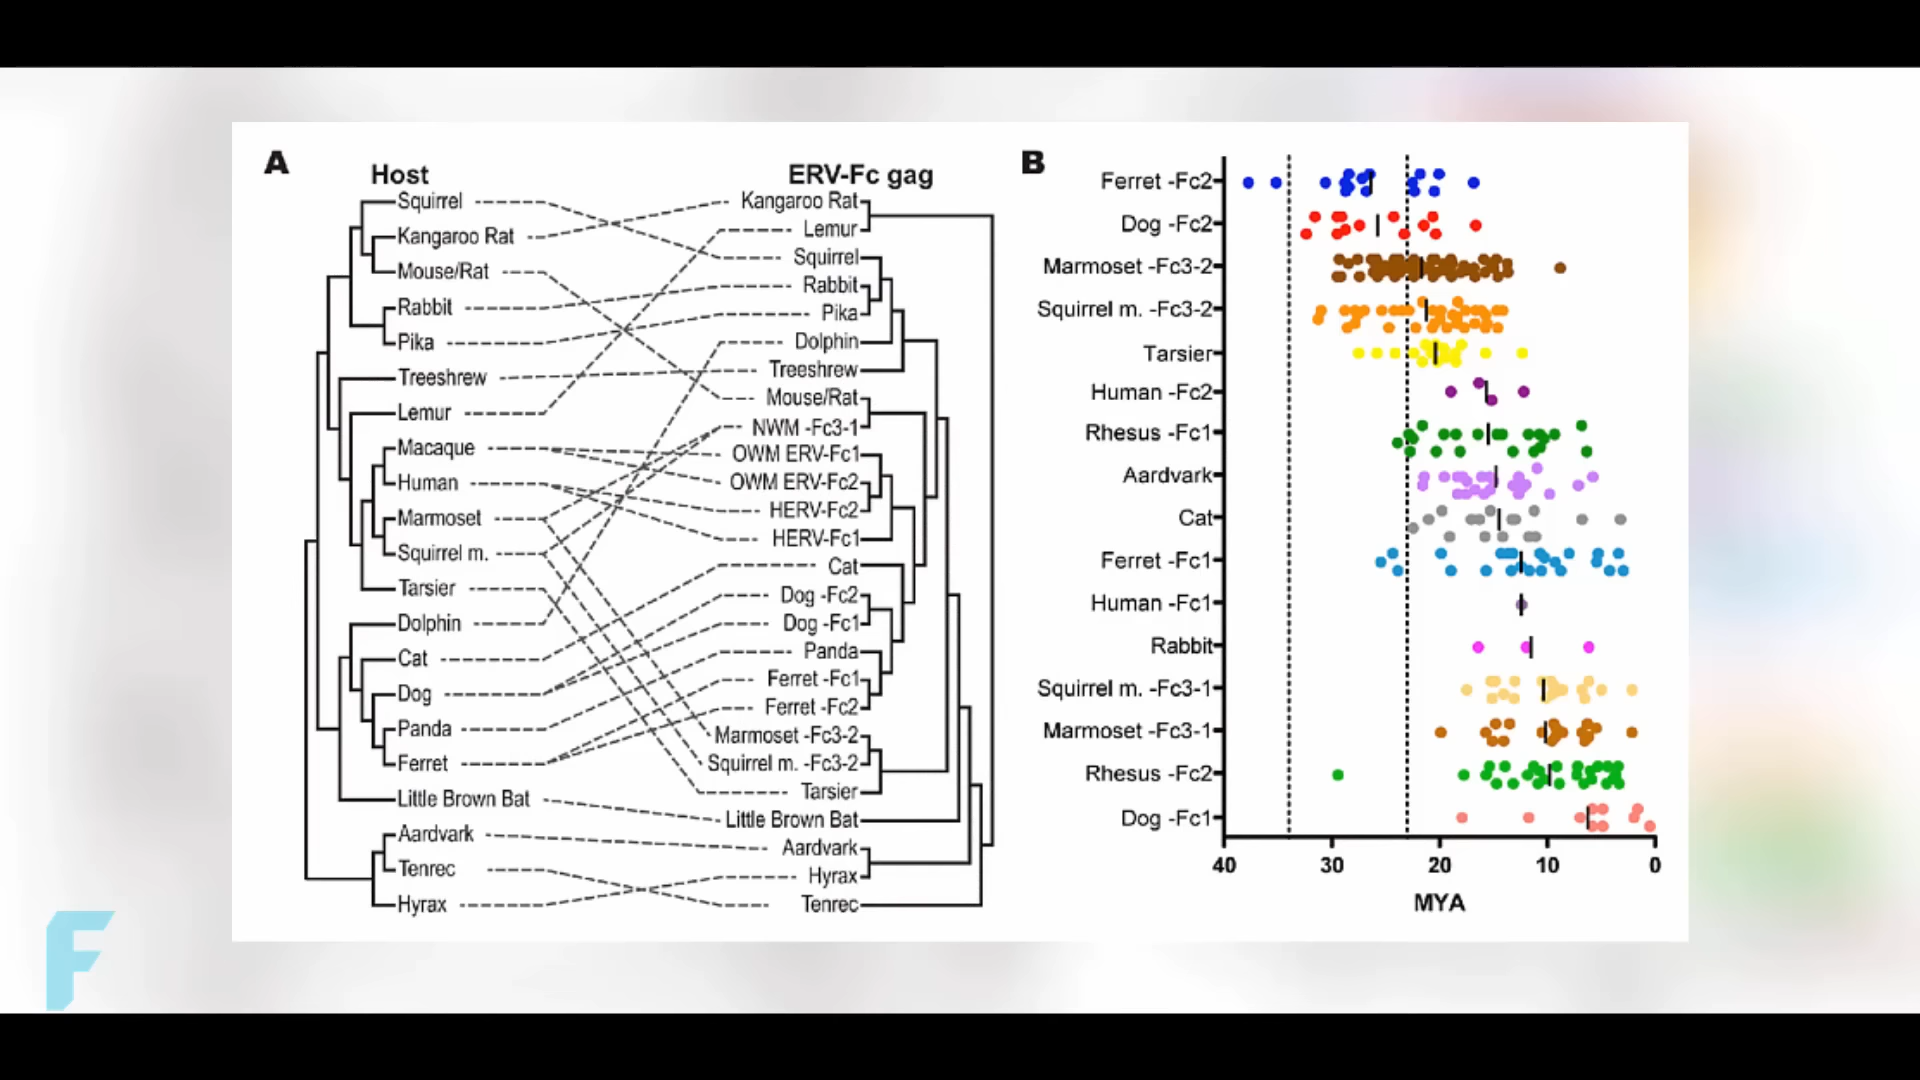 A
Host
ERV-Fc gag
Squirrel
Kangaroo Rat
Mouse/Rat
Rabbit
Pika
Treeshrew
Lemur
Macaque
Human
Marmoset
Squirrel m.
Tarsier
Dolphin
Cat
Dog
Panda
Ferret
Little Brown Bat
Aardvark
Tenrec
Hyrax
Kangaroo Rat
Lemur
Squirrel
Rabbit
Pika
Dolphin
Treeshrew
Mouse/Rat
NWM -Fc3-1
OWM ERV-Fc1
OWM ERV-Fc2
HERV-Fc2
HERV-Fc1
Cat
Dog -Fc2
Dog -Fc1
Panda
Ferret -Fc1
Ferret -Fc2
Marmoset -Fc3-2
Squirrel m. -Fc3-2
Tarsier
Little Brown Bat
Aardvark
Hyrax
Tenrec
B
Ferret -Fc2
Dog -Fc2
Marmoset -Fc3-2
Squirrel m. -Fc3-2
Tarsier
Human -Fc2
Rhesus -Fc1
Aardvark
Cat
Ferret -Fc1
Human -Fc1
Rabbit
Squirrel m. -Fc3-1
Marmoset -Fc3-1
Rhesus -Fc2
Dog -Fc1
40 30 20 10 0
MYA
F